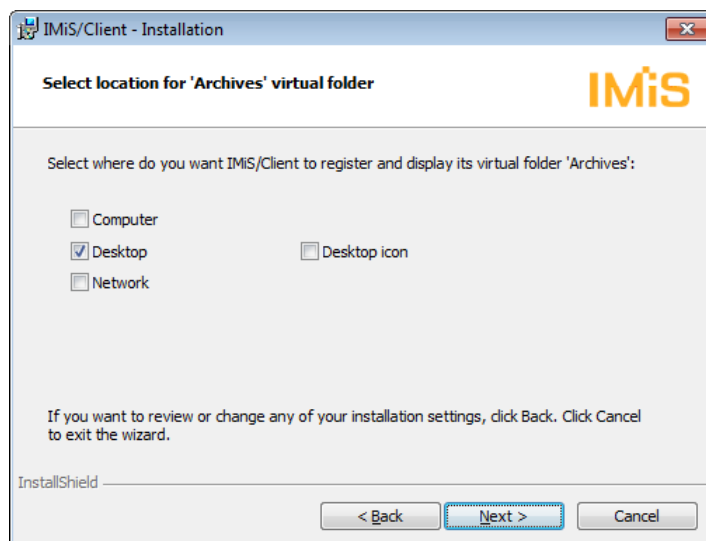 IMiS/Client - Installation
Select location for 'Archives' virtual folder
IMiS
Select where do you want IMiS/Client to register and display its virtual folder 'Archives':
Computer
Desktop
Desktop icon
Network
If you want to review or change any of your installation settings, click Back. Click Cancel
to exit the wizard.
InstallShield
< Back
Next >
Cancel